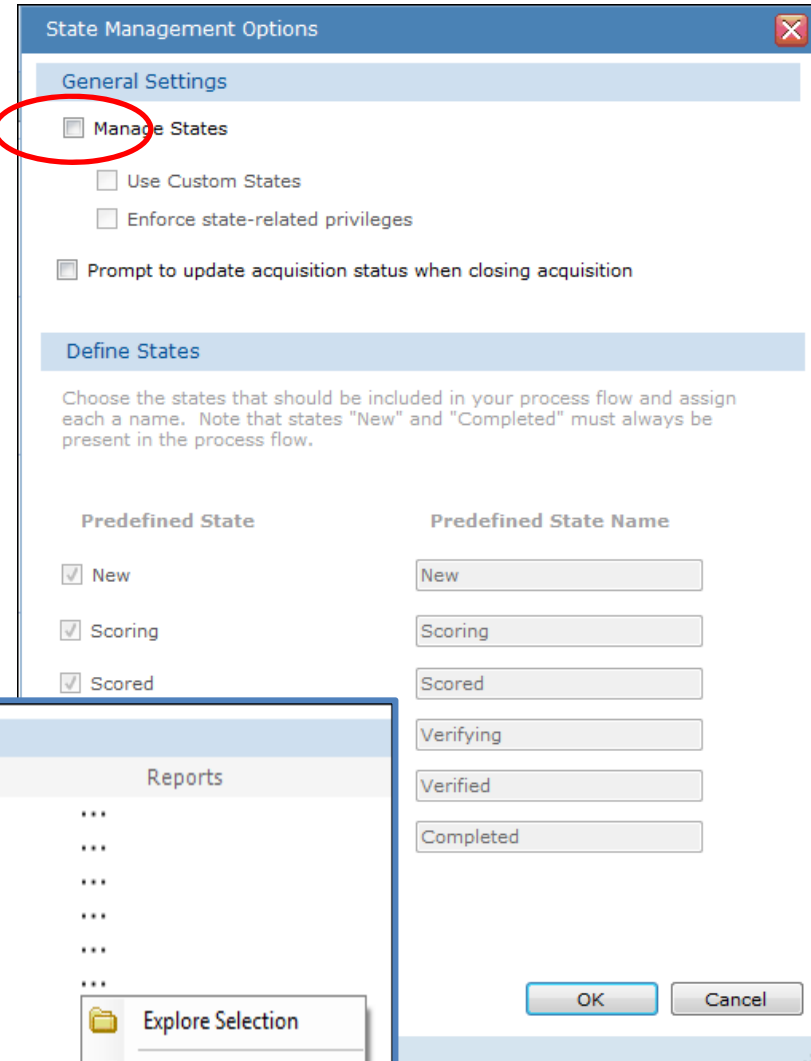 State Management Options
General Settings
Manage States
Use Custom States
Enforce state-related privileges
Prompt to update acquisition status when closing acquisition
Define States
Choose the states that should be included in your process flow and assign
each a name.  Note that states "New" and "Completed" must always be
present in the process flow.
Predefined State Predefined State Name
New New
Scoring Scoring
Scored Scored
Verifying
Verified
Completed
Reports
...
...
...
...
...
...
Explore Selection
OK Cancel